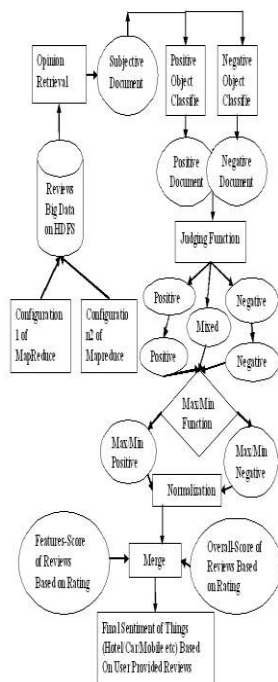 Opinion
Retrieval
Subjective
Document
Positive
Object
Classifie
Negative
Object
Classifie
Positive
Document
Negative
Document
Reviews
Big Data
on HDFS
Judging Function
Configuration
1 of
MapReduce
Configuratio
n2 of
Mapreduce
Positive
Mixed
Negative
Positive
Negative
Max/Min
Function
Max/Min
Positive
Max/Min
Negative
Normalization
Features-Score
of Reviews
Based on Rating
Merge
Overall-Score of
Reviews Based
on Rating
Final Sentiment of Things
(Hotel/Car/Mobile etc) Based
On User Provided Reviews